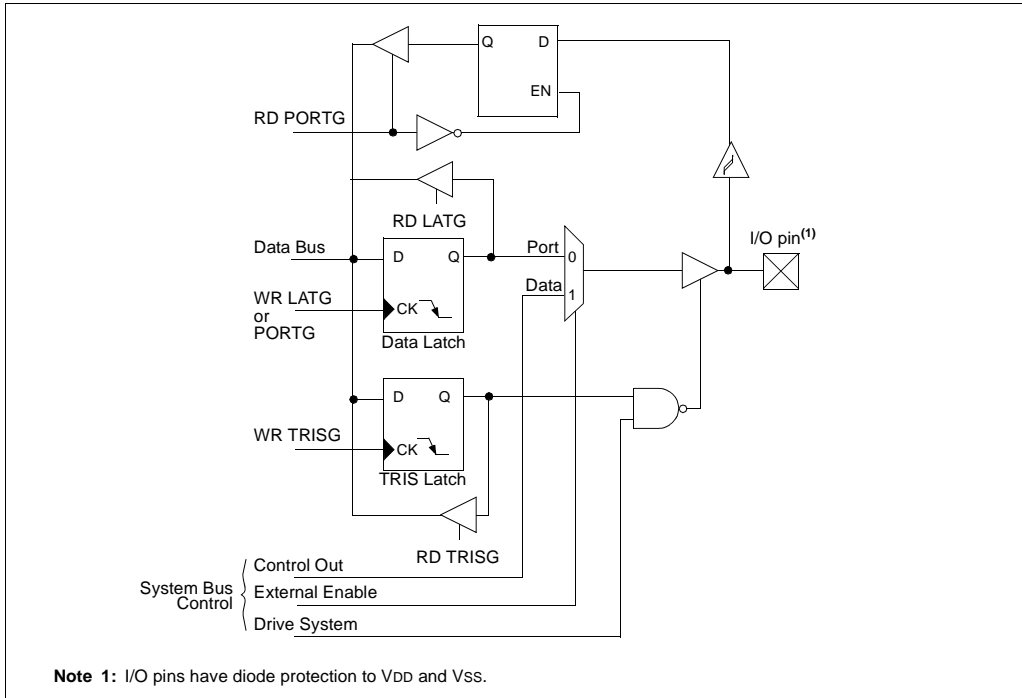 Q D
EN
RD PORTG
RD LATG
I/O pin(1)
Data Bus
D Q
Port 0
Data 1
WR LATG
or
PORTG
CK
Data Latch
D Q
WR TRISG
CK
TRIS Latch
RD TRISG
System Bus
Control
Control Out
External Enable
Drive System
Note 1: I/O pins have diode protection to VDD and VSS.